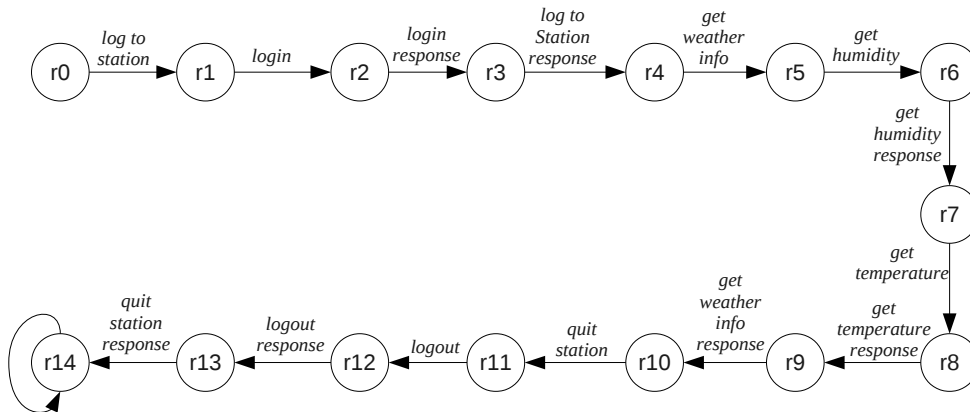 r0
log to
station
r1
login
r2
login
response
r3
log to
Station
response
r4
get
weather
info
r5
get
humidity
r6
get
humidity
response
r7
get
temperature
r8
get
temperature
response
r9
get
weather
info
response
r10
quit
station
r11
logout
r12
logout
response
r13
quit
station
response
r14